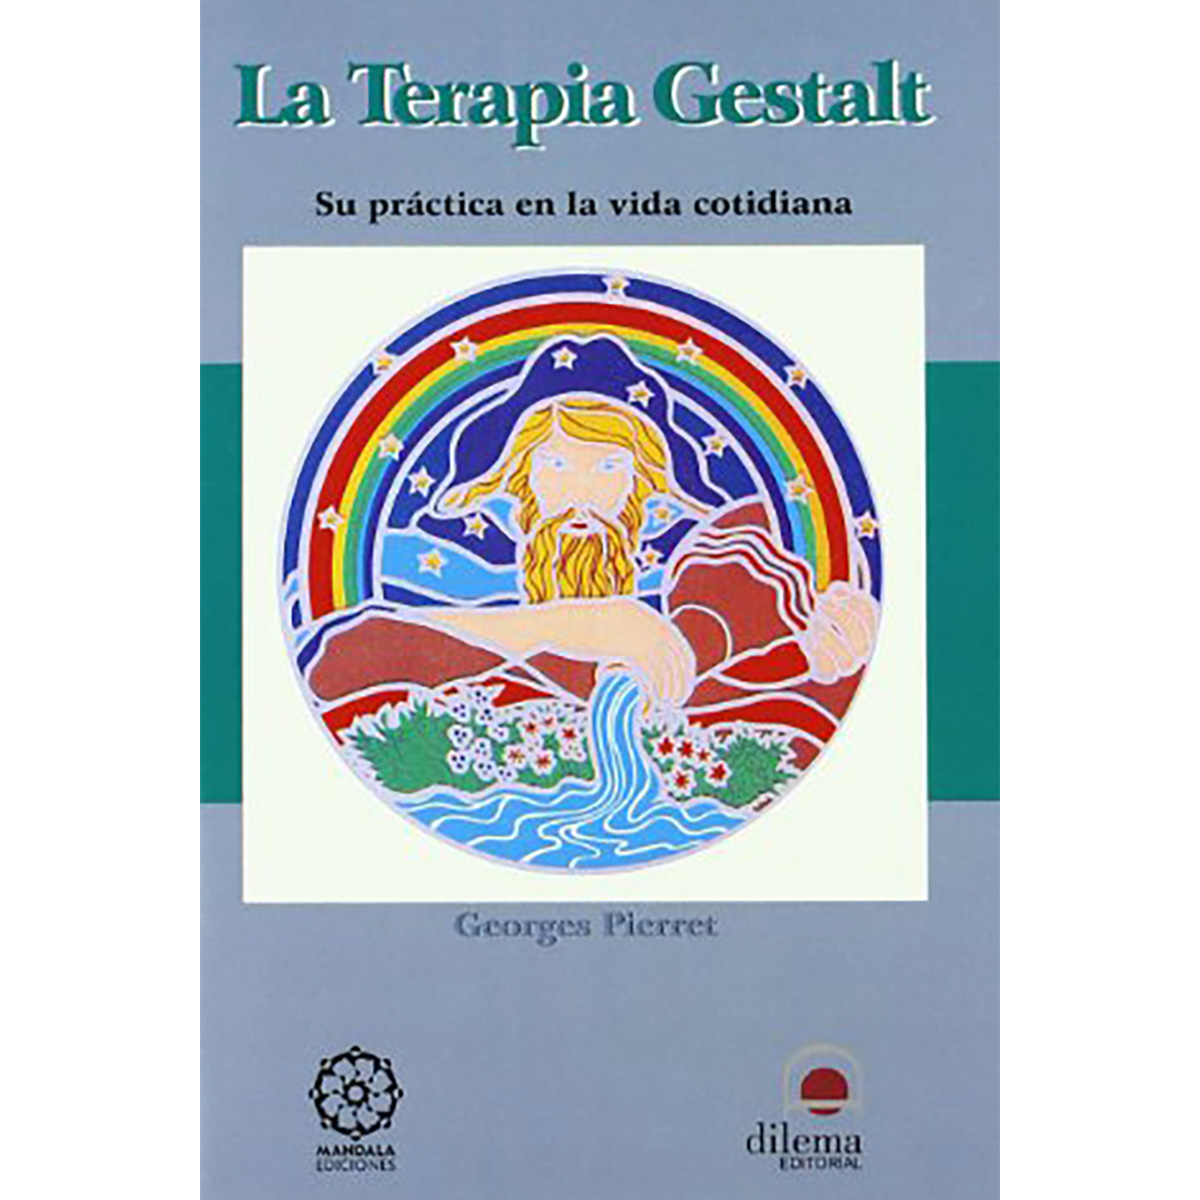 La Terapia Gestalt
Su práctica en la vida cotidiana
Georges Pierret
MANDALA
EDICIONES
dilema
EDITORIAL